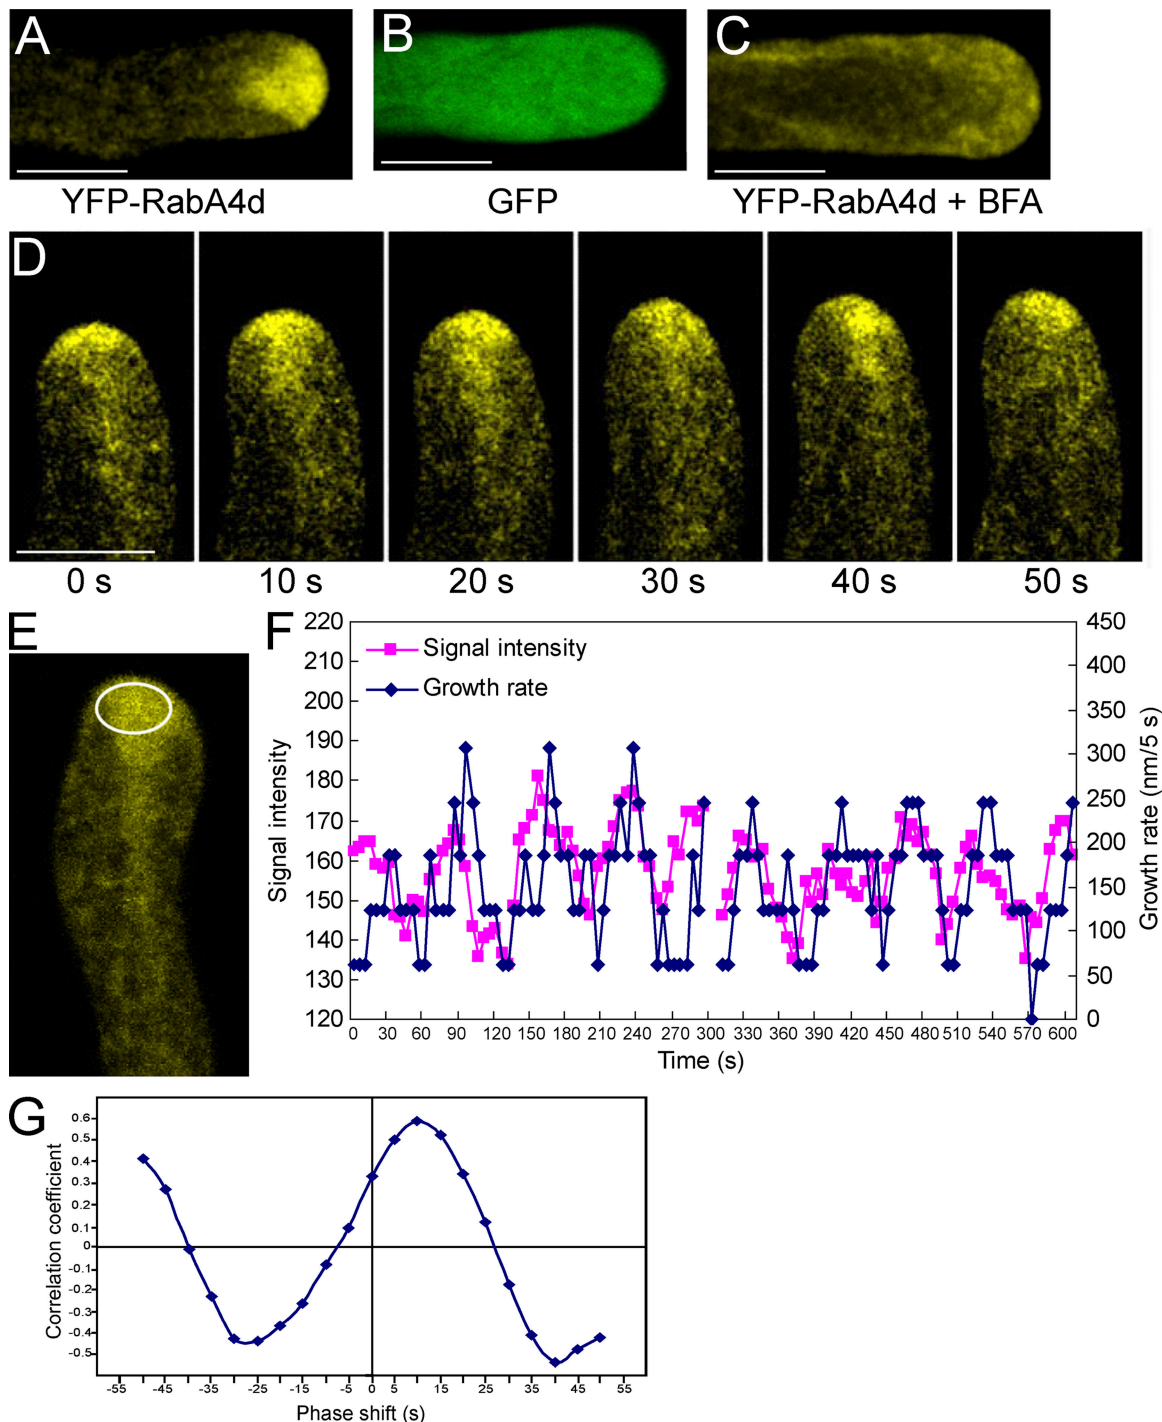 A
B
C
YFP-RabA4d
GFP
YFP-RabA4d + BFA
D
0 s
10 s
20 s
30 s
40 s
50 s
E
F
220
210
200
190
180
170
160
150
140
130
120
Signal intensity
Signal intensity
Growth rate
450
400
350
300
250
200
150
100
50
0
Growth rate (nm/5 s)
0 30 60 90 120 150 180 210 240 270 300 330 360 390 420 450 480 510 540 570 600
Time (s)
G
0.6
0.5
0.4
0.3
0.2
0.1
0
-0.1
-0.2
-0.3
-0.4
-0.5
Correlation coefficient
-55 -45 -35 -25 -15 -5 0 5 15 25 35 45 55
Phase shift (s)